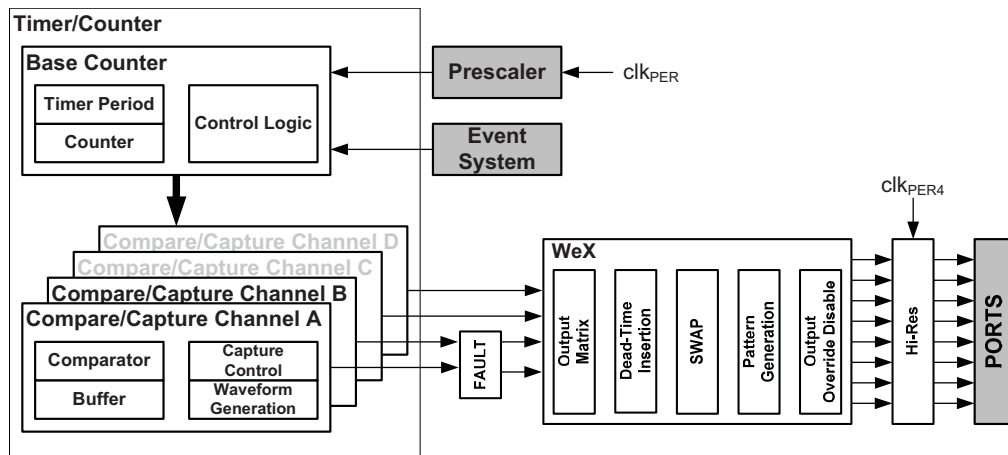 Timer/Counter
Base Counter
Timer Period
Counter
Control Logic
Prescaler
clkPER
Event
System
clkPER4
Compare/Capture Channel D
Compare/Capture Channel C
Compare/Capture Channel B
Compare/Capture Channel A
Comparator
Buffer
Capture
Control
Waveform
Generation
FAULT
WeX
Output
Matrix
Dead-Time
Insertion
SWAP
Pattern
Generation
Output
Override Disable
Hi-Res
PORTS